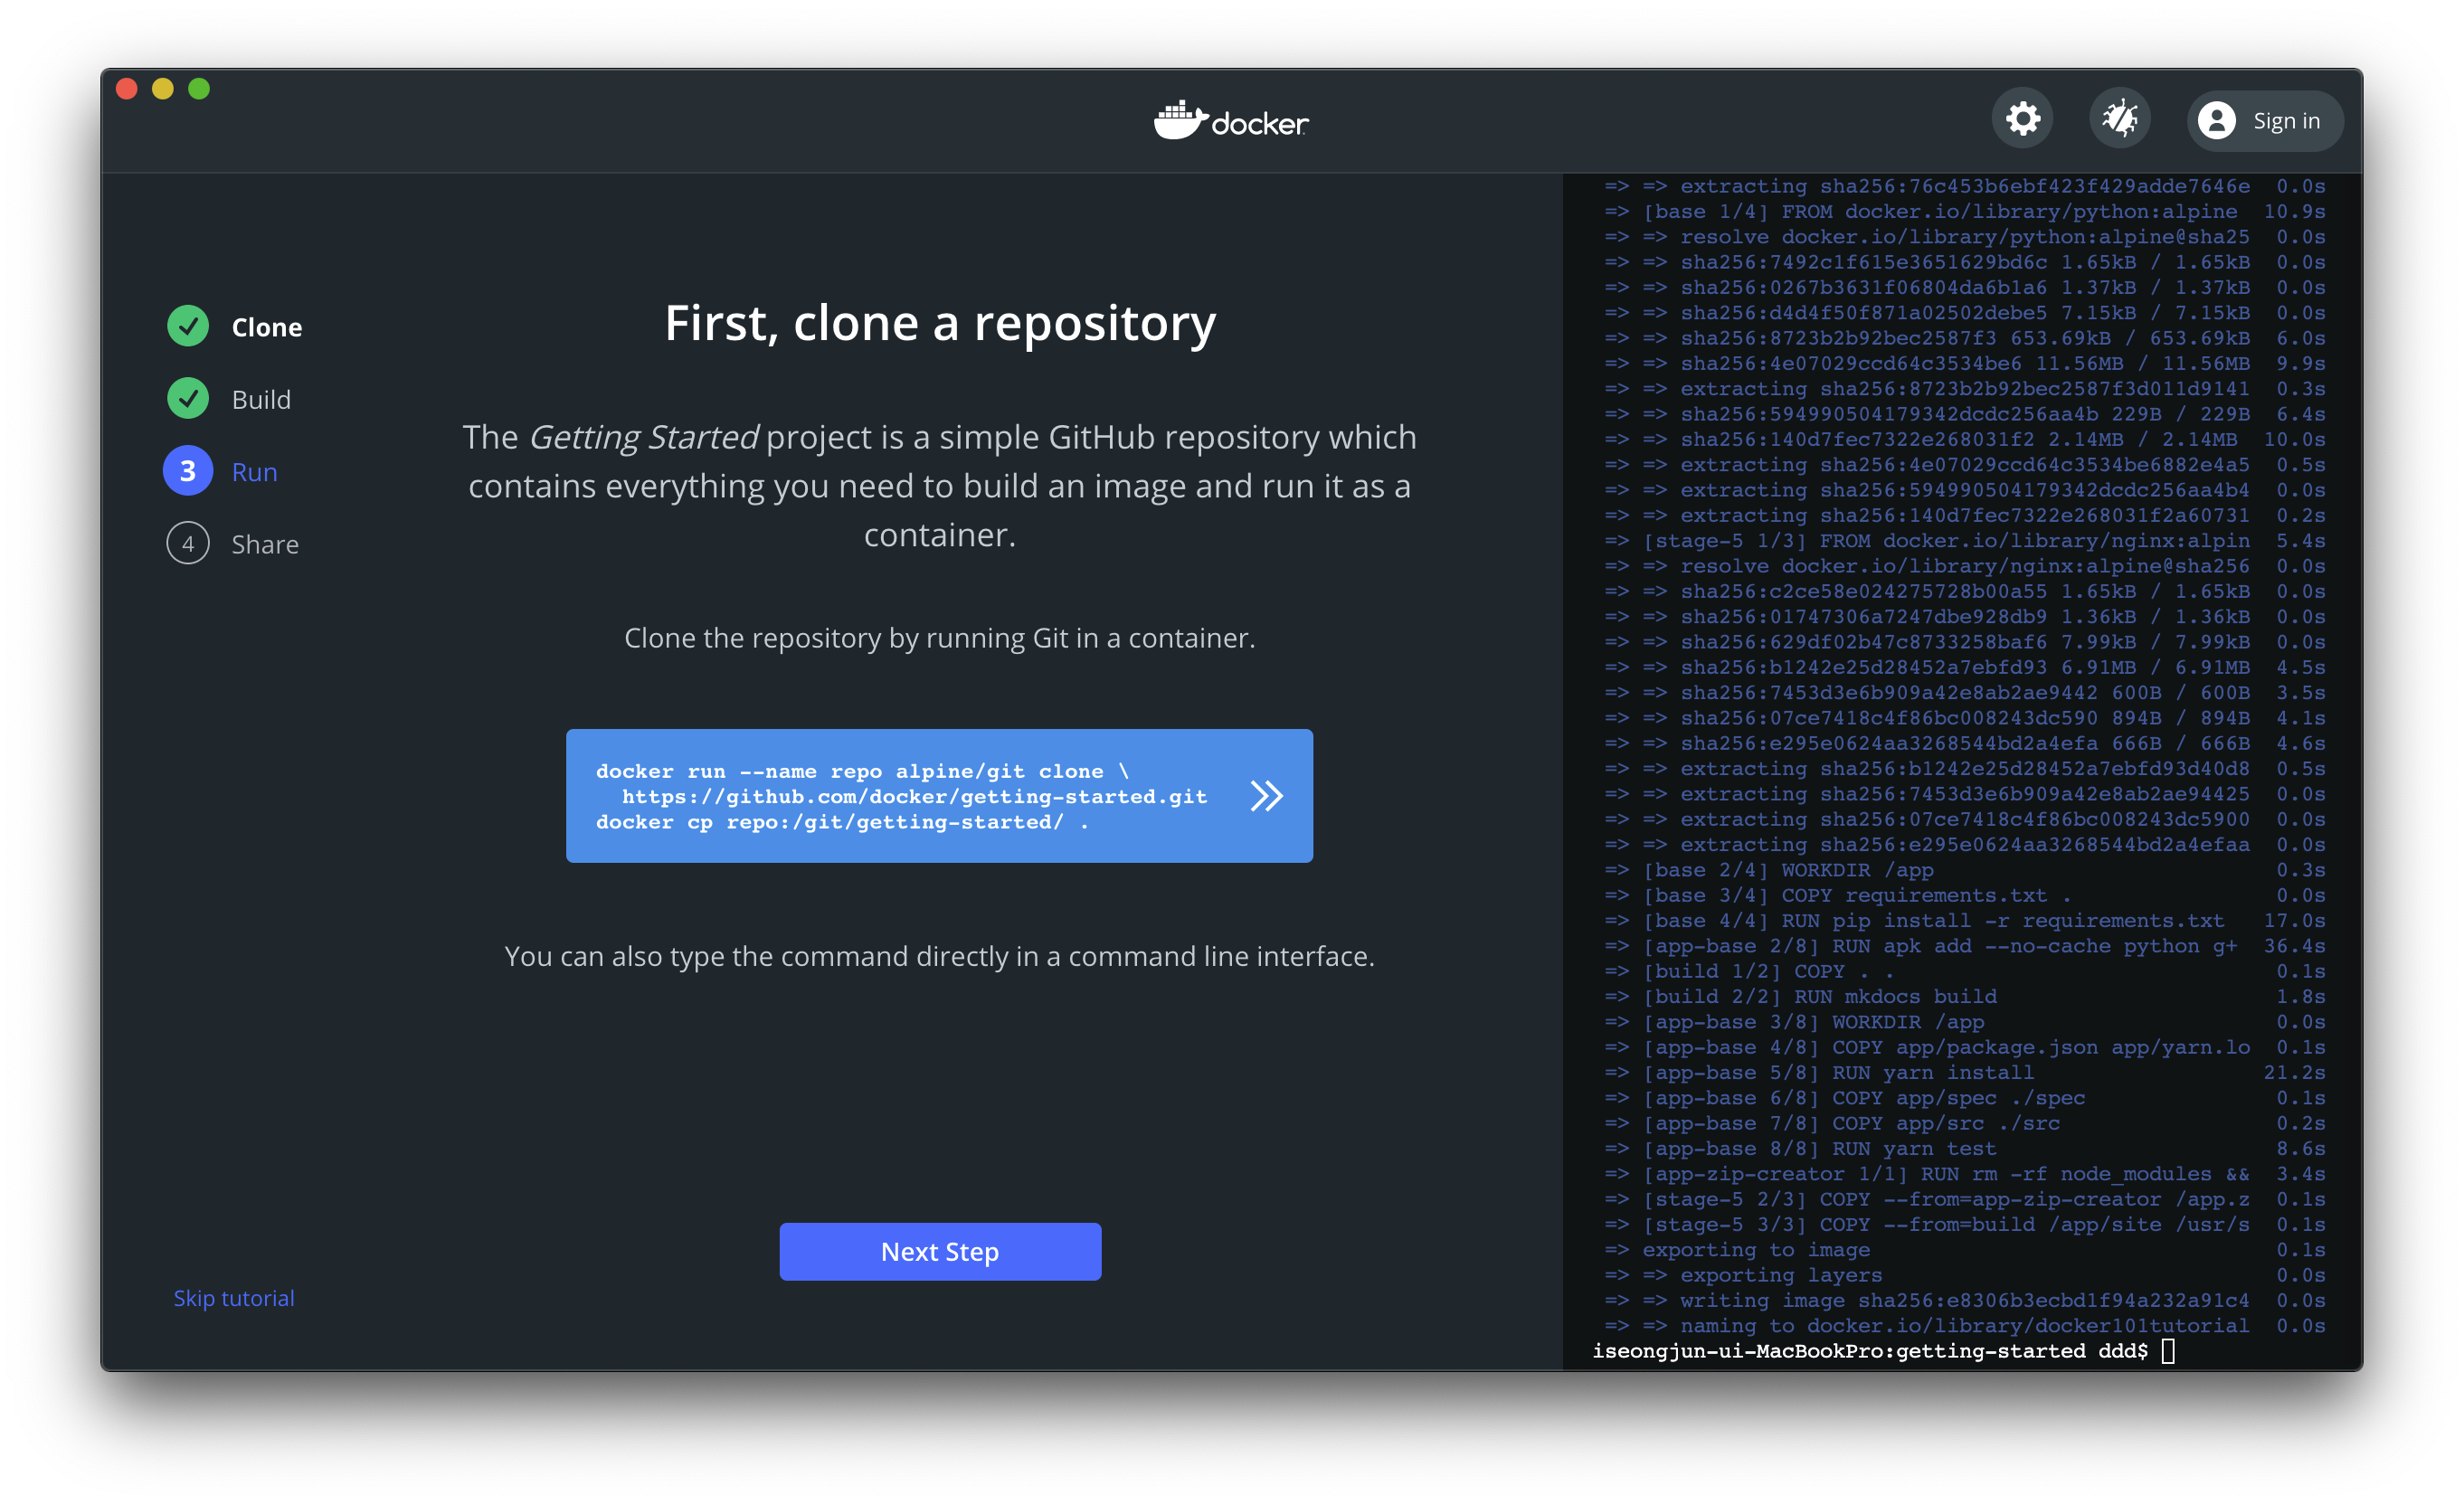 docker
Sign in
Clone
Build
3 Run
4 Share
Skip tutorial
First, clone a repository
The Getting Started project is a simple GitHub repository which
contains everything you need to build an image and run it as a
container.
Clone the repository by running Git in a container.
docker run --name repo alpine/git clone \
https://github.com/docker/getting-started.git
docker cp repo:/git/getting-started/ .
You can also type the command directly in a command line interface.
Next Step
=> => extracting sha256:76c453b6ebf423f429adde7646e 0.0s
=> [base 1/4] FROM docker.io/library/python:alpine 10.9s
=> => resolve docker.io/library/python:alpine@sha25 0.0s
=> => sha256:7492c1f615e3651629bd6c 1.65kB / 1.65kB 0.0s
=> => sha256:0267b3631f06804da6b1a6 1.37kB / 1.37kB 0.0s
=> => sha256:d4d4f50f871a02502debe5 7.15kB / 7.15kB 0.0s
=> => sha256:8723b2b92bec2587f3 653.69kB / 653.69kB 6.0s
=> => sha256:4e07029ccd64c3534be6 11.56MB / 11.56MB 9.9s
=> => extracting sha256:8723b2b92bec2587f3d011d9141 0.3s
=> => sha256:594990504179342dcdc256aa4b 229B / 229B 6.4s
=> => sha256:140d7fec7322e268031f2 2.14MB / 2.14MB 10.0s
=> => extracting sha256:4e07029ccd64c3534be6882e4a5 0.5s
=> => extracting sha256:594990504179342dcdc256aa4b4 0.0s
=> => extracting sha256:140d7fec7322e268031f2a60731 0.2s
=> [stage-5 1/3] FROM docker.io/library/nginx:alpin 5.4s
=> => resolve docker.io/library/nginx:alpine@sha256 0.0s
=> => sha256:c2ce58e024275728b00a55 1.65kB / 1.65kB 0.0s
=> => sha256:01747306a7247dbe928db9 1.36kB / 1.36kB 0.0s
=> => sha256:629df02b47c8733258baf6 7.99kB / 7.99kB 0.0s
=> => sha256:b1242e25d28452a7ebfd93 6.91MB / 6.91MB 4.5s
=> => sha256:7453d3e6b909a42e8ab2ae9442 600B / 600B 3.5s
=> => sha256:07ce7418c4f86bc008243dc590 894B / 894B 4.1s
=> => sha256:e295e0624aa3268544bd2a4efa 666B / 666B 4.6s
=> => extracting sha256:b1242e25d28452a7ebfd93d40d8 0.5s
=> => extracting sha256:7453d3e6b909a42e8ab2ae94425 0.0s
=> => extracting sha256:07ce7418c4f86bc008243dc5900 0.0s
=> => extracting sha256:e295e0624aa3268544bd2a4efaa 0.0s
=> [base 2/4] WORKDIR /app 0.3s
=> [base 3/4] COPY requirements.txt . 0.0s
=> [base 4/4] RUN pip install -r requirements.txt 17.0s
=> [app-base 2/8] RUN apk add --no-cache python g+ 36.4s
=> [build 1/2] COPY . . 0.1s
=> [build 2/2] RUN mkdocs build 1.8s
=> [app-base 3/8] WORKDIR /app 0.0s
=> [app-base 4/8] COPY app/package.json app/yarn.lo 0.1s
=> [app-base 5/8] RUN yarn install 21.2s
=> [app-base 6/8] COPY app/spec ./spec 0.1s
=> [app-base 7/8] COPY app/src ./src 0.2s
=> [app-base 8/8] RUN yarn test 8.6s
=> [app-zip-creator 1/1] RUN rm -rf node_modules && 3.4s
=> [stage-5 2/3] COPY --from=app-zip-creator /app.z 0.1s
=> [stage-5 3/3] COPY --from=build /app/site /usr/s 0.1s
=> exporting to image 0.1s
=> => exporting layers 0.0s
=> => writing image sha256:e8306b3ecbd1f94a232a91c4 0.0s
=> => naming to docker.io/library/docker101tutorial 0.0s
iseongjun-ui-MacBookPro:getting-started ddd$